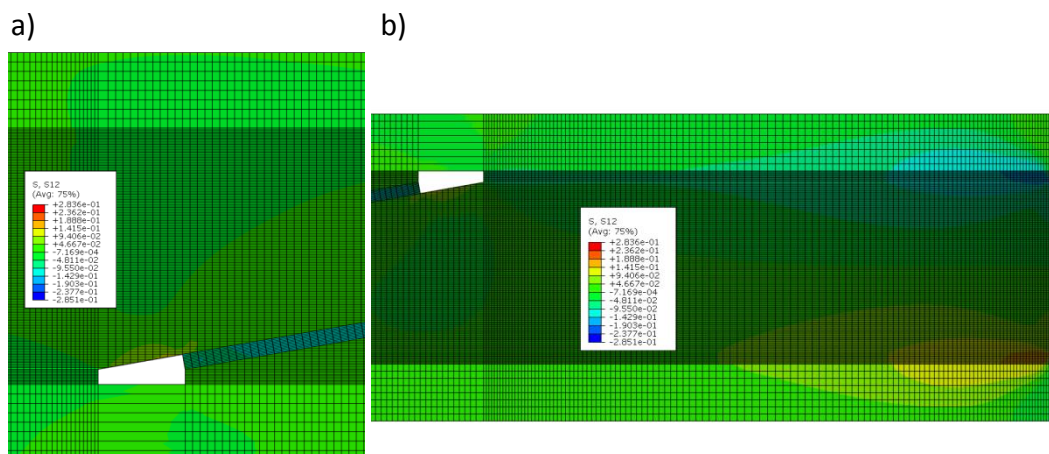 a)
b)
S, S12
(Avg: 75%)
+2.836e-01
+2.362e-01
+1.888e-01
+1.415e-01
+9.406e-02
+4.667e-02
-7.169e-04
-4.811e-02
-9.550e-02
-1.429e-01
-1.903e-01
-2.377e-01
-2.851e-01
S, S12
(Avg: 75%)
+2.836e-01
+2.362e-01
+1.888e-01
+1.415e-01
+9.406e-02
+4.667e-02
-7.169e-04
-4.811e-02
-9.550e-02
-1.429e-01
-1.903e-01
-2.377e-01
-2.851e-01